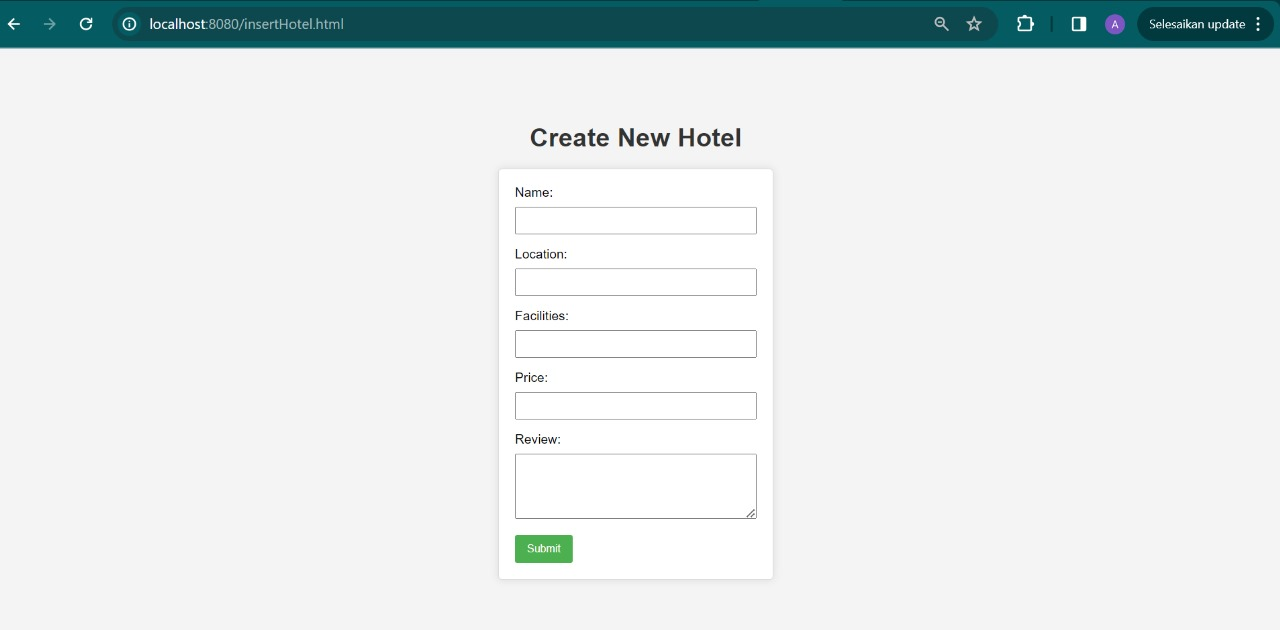 localhost:8080/insertHotel.html
A
Selesaikan update
Create New Hotel
Name:
Location:
Facilities:
Price:
Review:
Submit